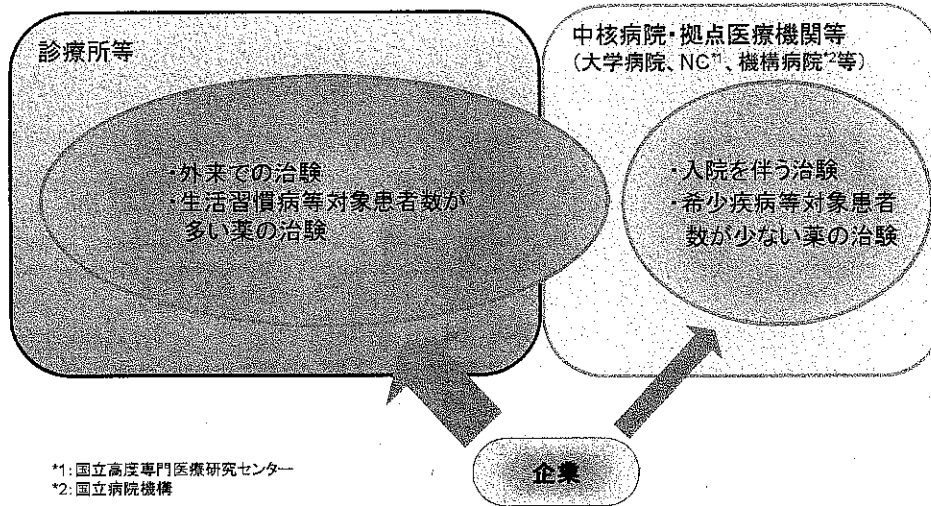 診療所等
中核病院・拠点医療機関等
(大学病院、NC*1、機構病院*2等)
・外来での治験
・生活習慣病等対象患者数が
多い薬の治験
・入院を伴う治験
・希少疾病等対象患者
数が少ない薬の治験
企業
*1:国立高度専門医療研究センター
*2:国立病院機構